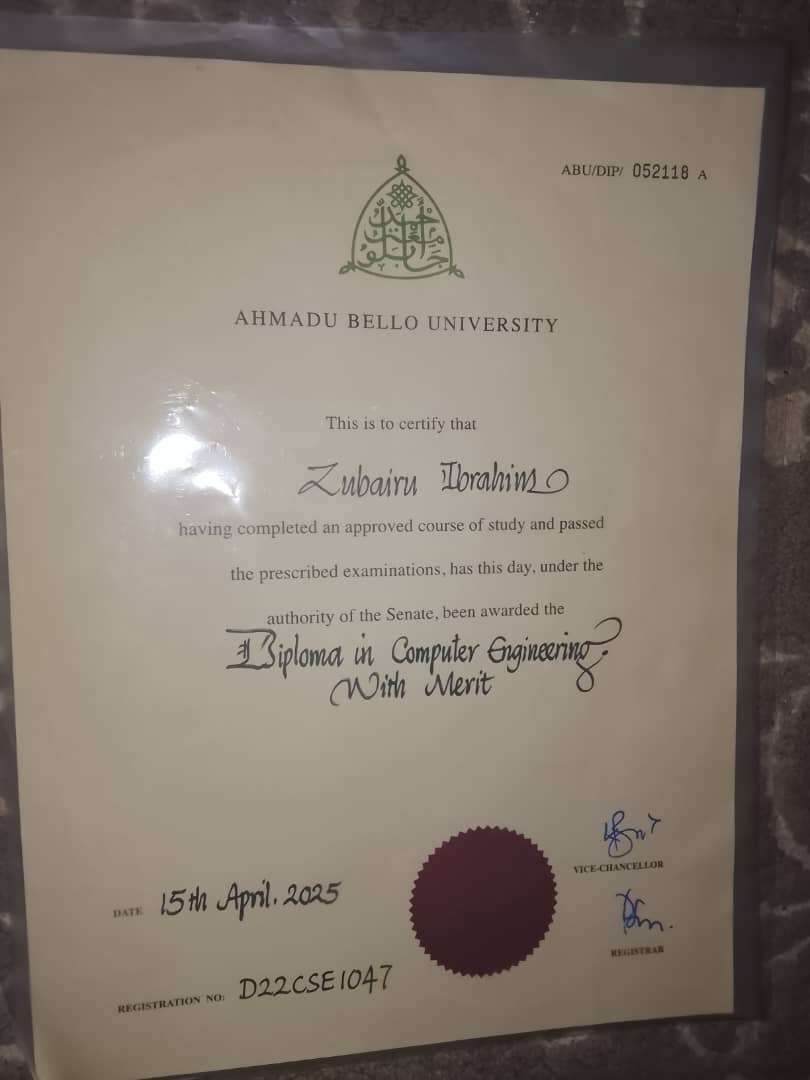 ABU/DIP/ 052118 A
AHMADU BELLO UNIVERSITY
This is to certify that
Zubairu Ibrahim
having completed an approved course of study and passed
the prescribed examinations, has this day, under the
authority of the Senate, been awarded the
Diploma in Computer Engineering
With Merit
VICE-CHANCELLOR
DATE 15th April. 2025
REGISTRAR
REGISTRATION NO: D22CSE1047